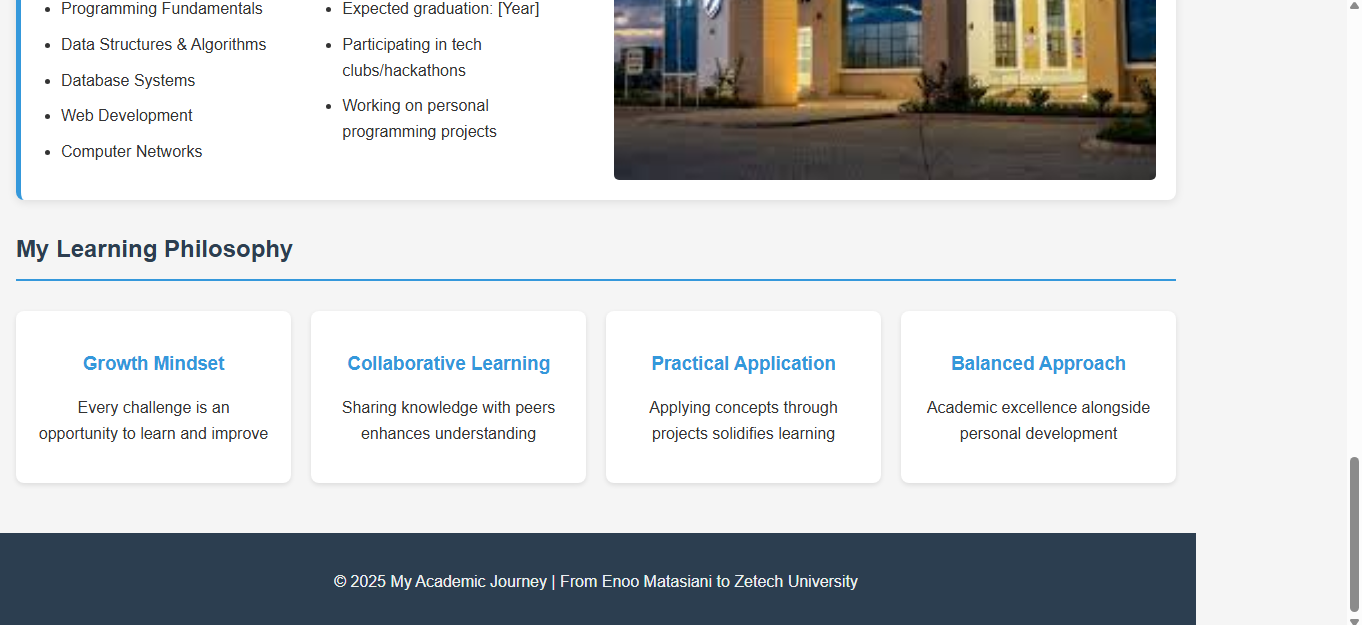 Programming Fundamentals
Data Structures & Algorithms
Database Systems
Web Development
Computer Networks
Expected graduation: [Year]
Participating in tech
clubs/hackathons
Working on personal
programming projects
My Learning Philosophy
Growth Mindset
Every challenge is an
opportunity to learn and improve
Collaborative Learning
Sharing knowledge with peers
enhances understanding
Practical Application
Applying concepts through
projects solidifies learning
Balanced Approach
Academic excellence alongside
personal development
© 2025 My Academic Journey | From Enoo Matasiani to Zetech University